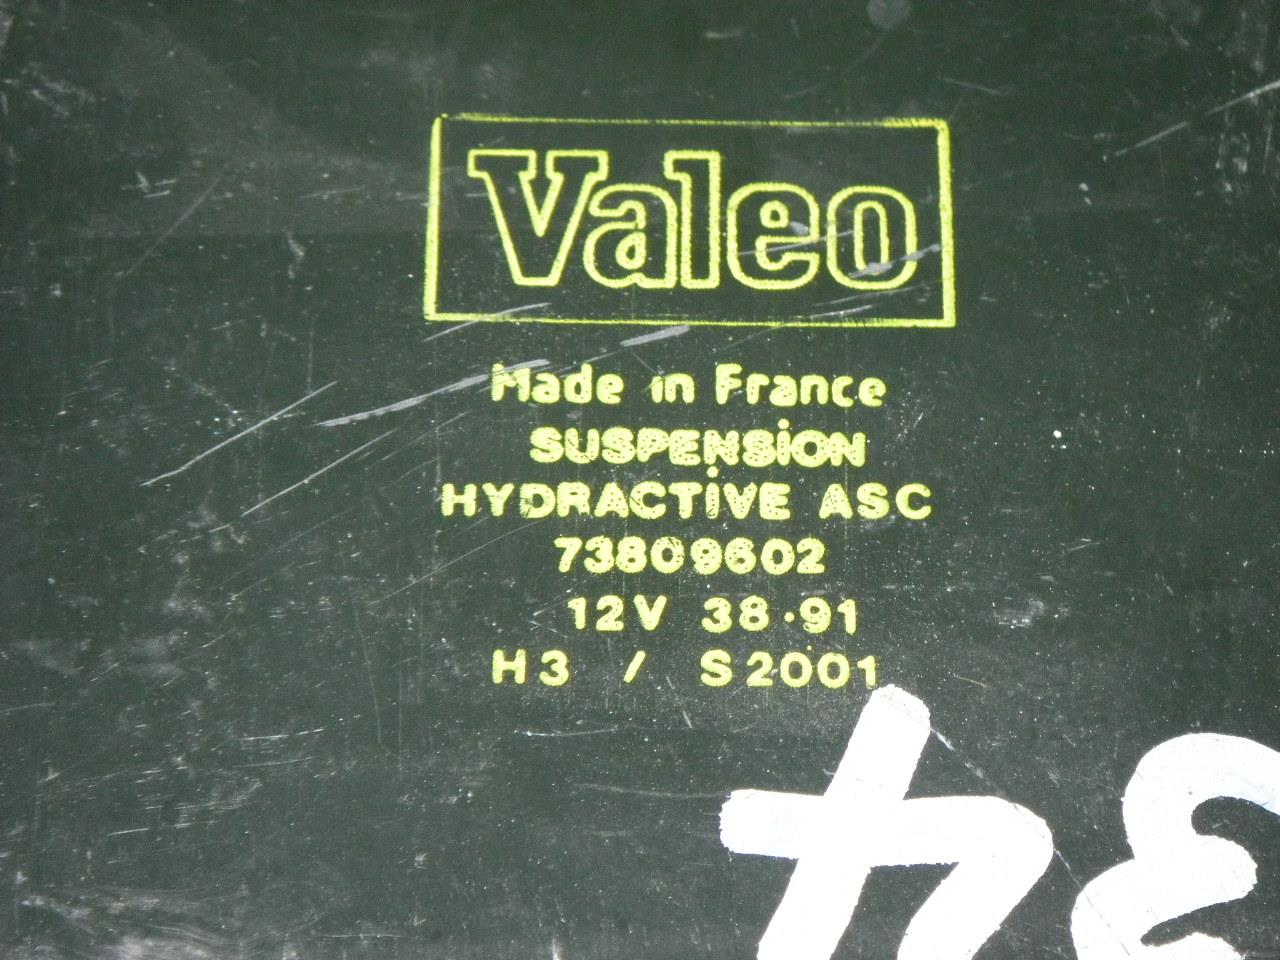 Valeo
Made in France
SUSPENSiON
HYDRACTiVE ASC
73809602
12V 38·91
H3 / S2001